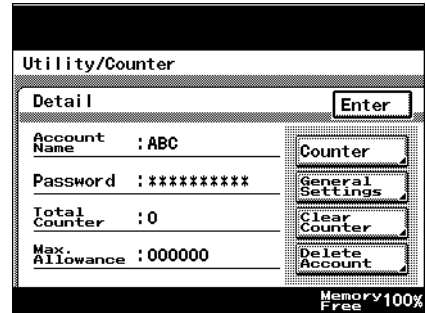 Utility/Counter
Detail
Enter
Account Name :ABC
Counter
Password :**********
General Settings
Total Counter :0
Clear Counter
Max. Allowance :000000
Delete Account
Memory Free 100%